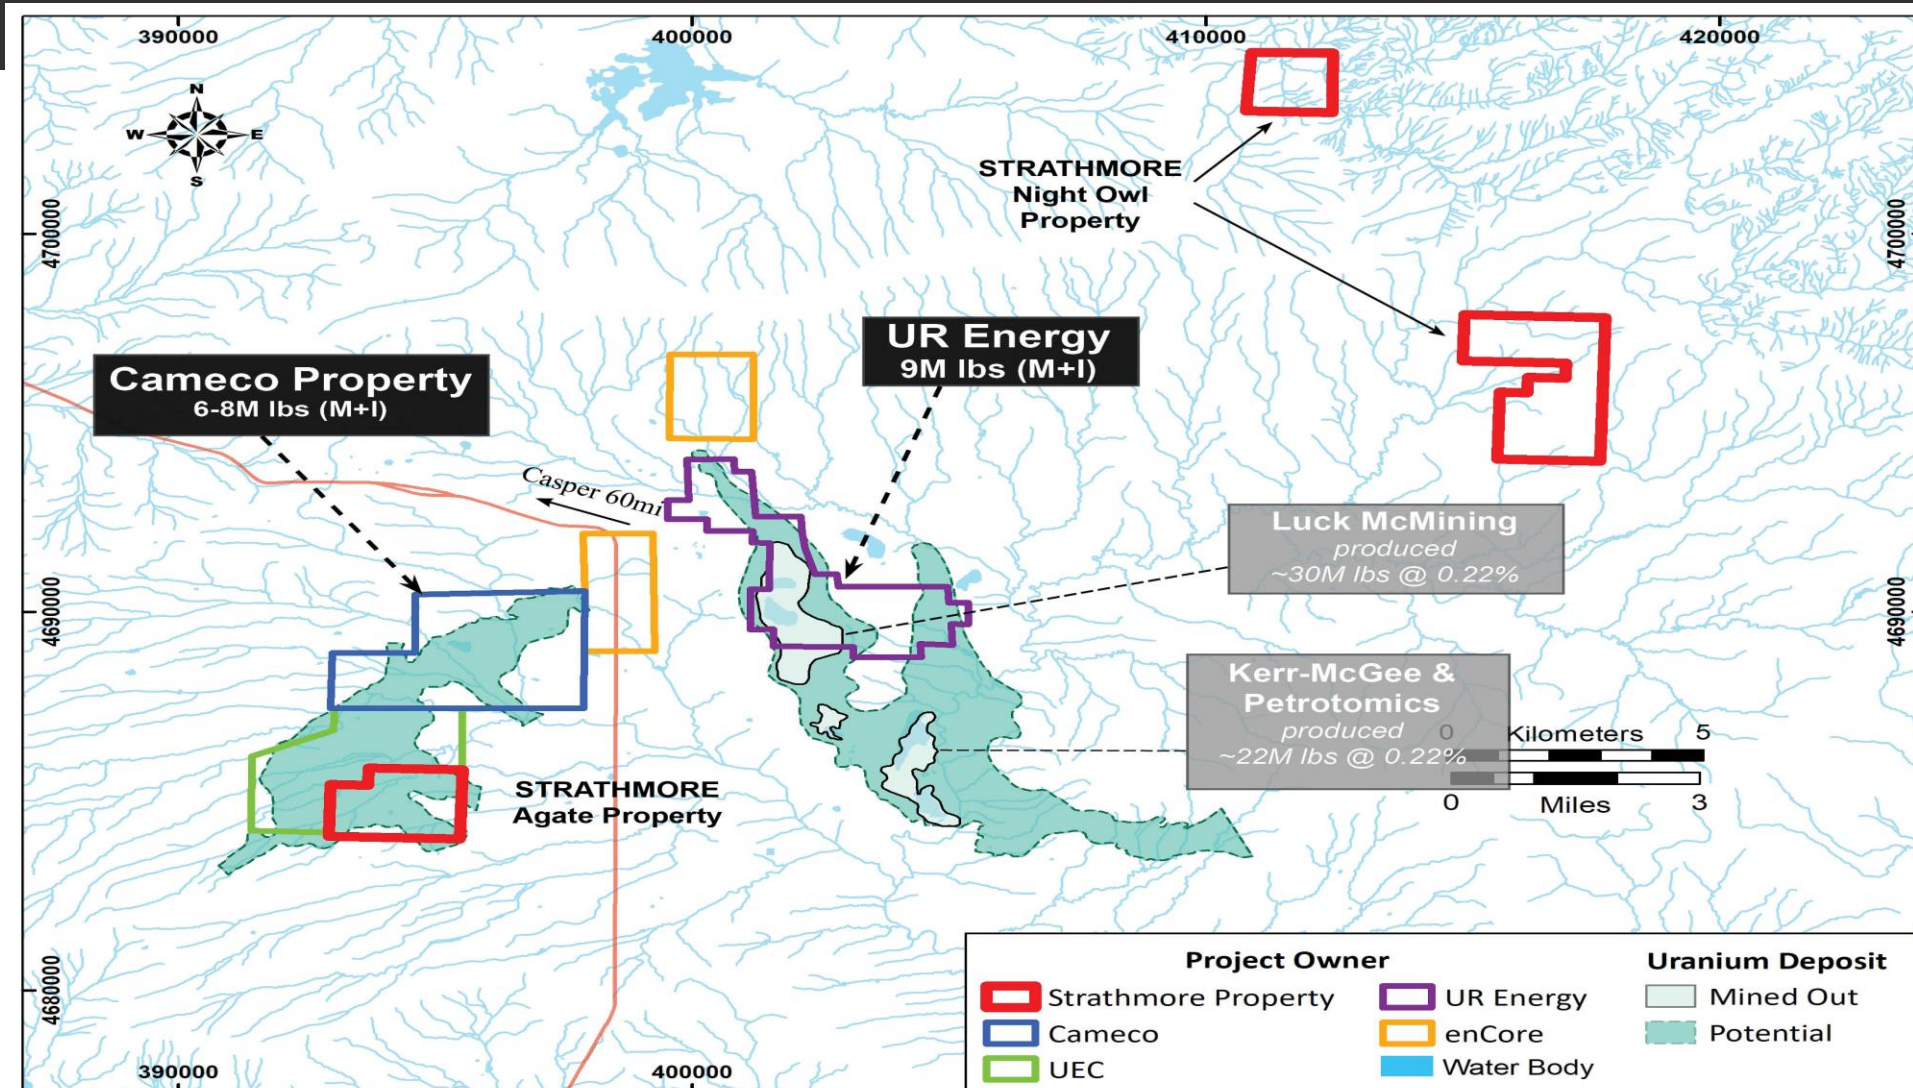 390000
400000
410000
420000
N
W
E
S
4700000
4700000
STRATHMORE
Night Owl
Property
UR Energy
9M lbs (M+I)
Cameco Property
6-8M lbs (M+I)
Casper 60mi
Luck McMining
produced
~30M lbs @ 0.22%
4690000
4690000
Kerr-McGee &
Petrotomics
produced
~22M lbs @ 0.22%
0 Kilometers 5
0 Miles 3
STRATHMORE
Agate Property
4680000
Project Owner
Strathmore Property
Cameco
UEC
UR Energy
enCore
Water Body
Uranium Deposit
Mined Out
Potential
390000
400000